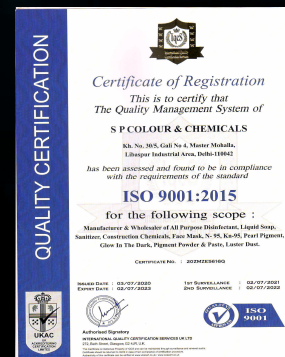 QUALITY CERTIFICATION
IQCS
Certificate of Registration
This is to certify that
The Quality Management System of
S P COLOUR & CHEMICALS
Kh. No. 30/5, Gali No 4, Master Mohalla,
Libaspur Industrial Area, Delhi-110042
has been assessed and found to be in compliance
with the requirements of the standard
ISO 9001:2015
for the following scope :
Manufacturer & Wholesaler of All Purpose Disinfectant, Liquid Soap,
Sanitizer, Construction Chemicals, Face Mask, N- 95, Kn-95, Pearl Pigment,
Glow In The Dark, Pigment Powder & Paste, Luster Dust.
CERTIFICATE NO. :
ISSUED DATE : 03/07/2020 1ST SURVEILLANCE : 02/07/2021
EXPIRY DATE : 02/07/2023 2ND SURVEILLANCE : 02/07/2022
UKAC
ISO
9001
Authorised Signatory
INTERNATIONAL QUALITY CERTIFICATION SERVICES UK LTD